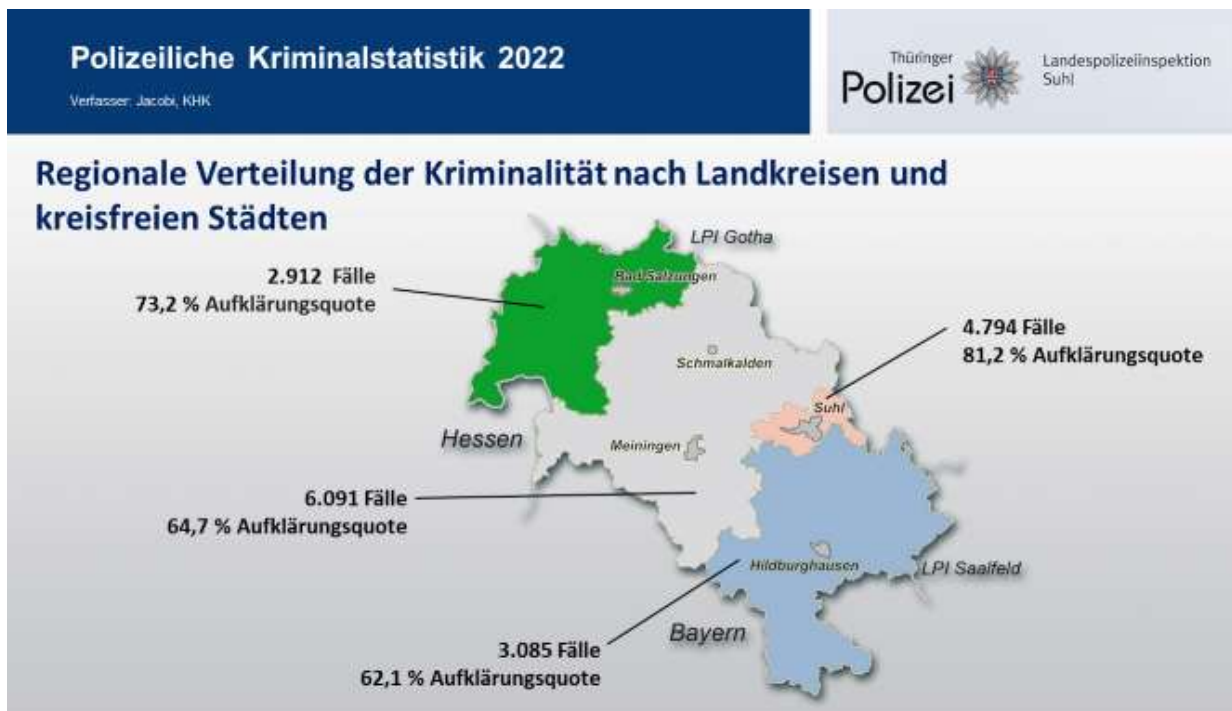 Polizeiliche Kriminalstatistik 2022
Verfasser: Jacobi, KHK
Thüringer
Polizei
Landespolizeiinspektion
Suhl
Regionale Verteilung der Kriminalität nach Landkreisen und
kreisfreien Städten
LPI Gotha
2.912 Fälle
73,2 % Aufklärungsquote
Bad Salzungen
4.794 Fälle
81,2 % Aufklärungsquote
Schmalkalden
Suhl
Hessen
Meiningen
6.091 Fälle
64,7 % Aufklärungsquote
Hildburghausen
LPI Saalfeld
Bayern
3.085 Fälle
62,1 % Aufklärungsquote